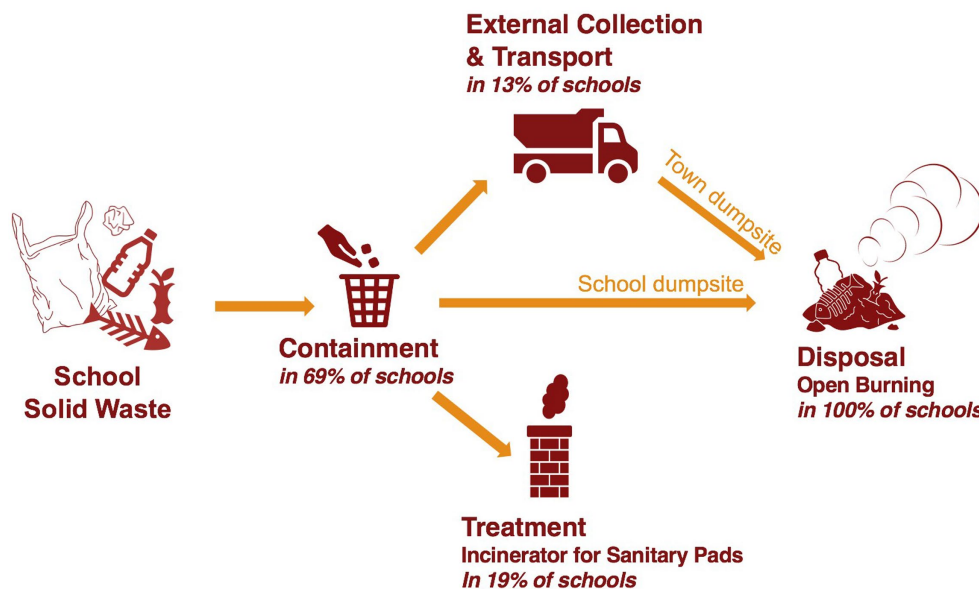 External Collection
& Transport
in 13% of schools
Town dumpsite
School dumpsite
School
Solid Waste
Containment
in 69% of schools
Disposal
Open Burning
in 100% of schools
Treatment
Incinerator for Sanitary Pads
In 19% of schools